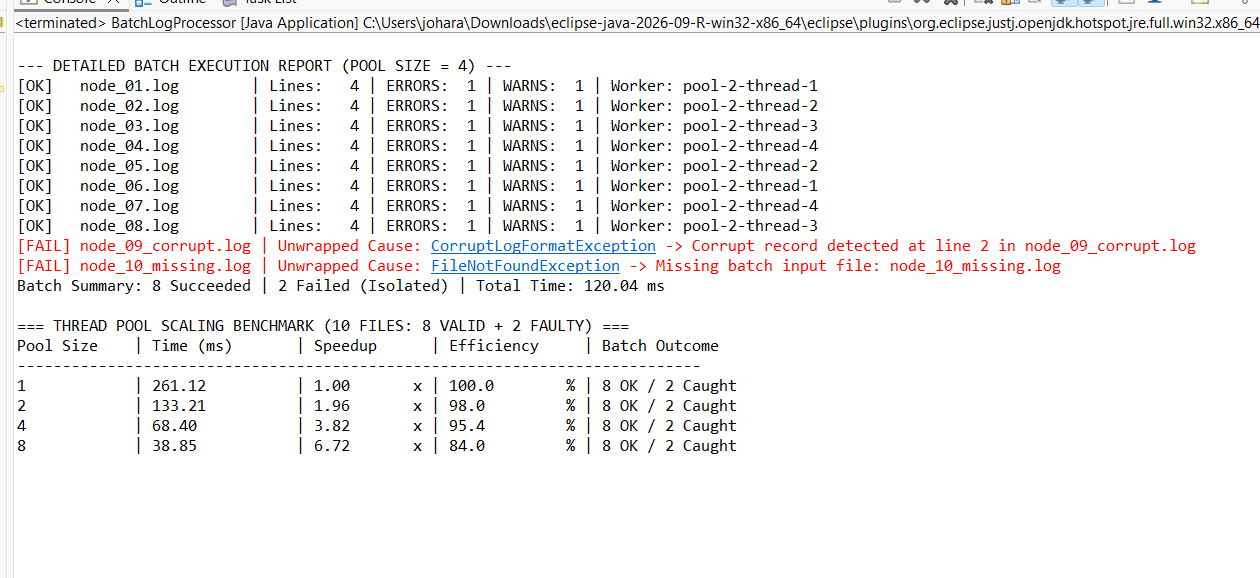 Console
Outline
Task List
<terminated> BatchLogProcessor [Java Application] C:\Users\johara\Downloads\eclipse-java-2026-09-R-win32-x86_64\eclipse\plugins\org.eclipse.justj.openjdk.hotspot.jre.full.win32.x86_64
--- DETAILED BATCH EXECUTION REPORT (POOL SIZE = 4) ---
[OK]   node_01.log        | Lines:   4 | ERRORS:  1 | WARNS:  1 | Worker: pool-2-thread-1
[OK]   node_02.log        | Lines:   4 | ERRORS:  1 | WARNS:  1 | Worker: pool-2-thread-2
[OK]   node_03.log        | Lines:   4 | ERRORS:  1 | WARNS:  1 | Worker: pool-2-thread-3
[OK]   node_04.log        | Lines:   4 | ERRORS:  1 | WARNS:  1 | Worker: pool-2-thread-4
[OK]   node_05.log        | Lines:   4 | ERRORS:  1 | WARNS:  1 | Worker: pool-2-thread-2
[OK]   node_06.log        | Lines:   4 | ERRORS:  1 | WARNS:  1 | Worker: pool-2-thread-1
[OK]   node_07.log        | Lines:   4 | ERRORS:  1 | WARNS:  1 | Worker: pool-2-thread-4
[OK]   node_08.log        | Lines:   4 | ERRORS:  1 | WARNS:  1 | Worker: pool-2-thread-3
[FAIL] node_09_corrupt.log | Unwrapped Cause: CorruptLogFormatException -> Corrupt record detected at line 2 in node_09_corrupt.log
[FAIL] node_10_missing.log | Unwrapped Cause: FileNotFoundException -> Missing batch input file: node_10_missing.log
Batch Summary: 8 Succeeded | 2 Failed (Isolated) | Total Time: 120.04 ms
=== THREAD POOL SCALING BENCHMARK (10 FILES: 8 VALID + 2 FAULTY) ===
Pool Size    | Time (ms)       | Speedup      | Efficiency     | Batch Outcome
----------------------------------------------------------------------------
1            | 261.12          | 1.00       x | 100.0        % | 8 OK / 2 Caught
2            | 133.21          | 1.96       x | 98.0         % | 8 OK / 2 Caught
4            | 68.40           | 3.82       x | 95.4         % | 8 OK / 2 Caught
8            | 38.85           | 6.72       x | 84.0         % | 8 OK / 2 Caught